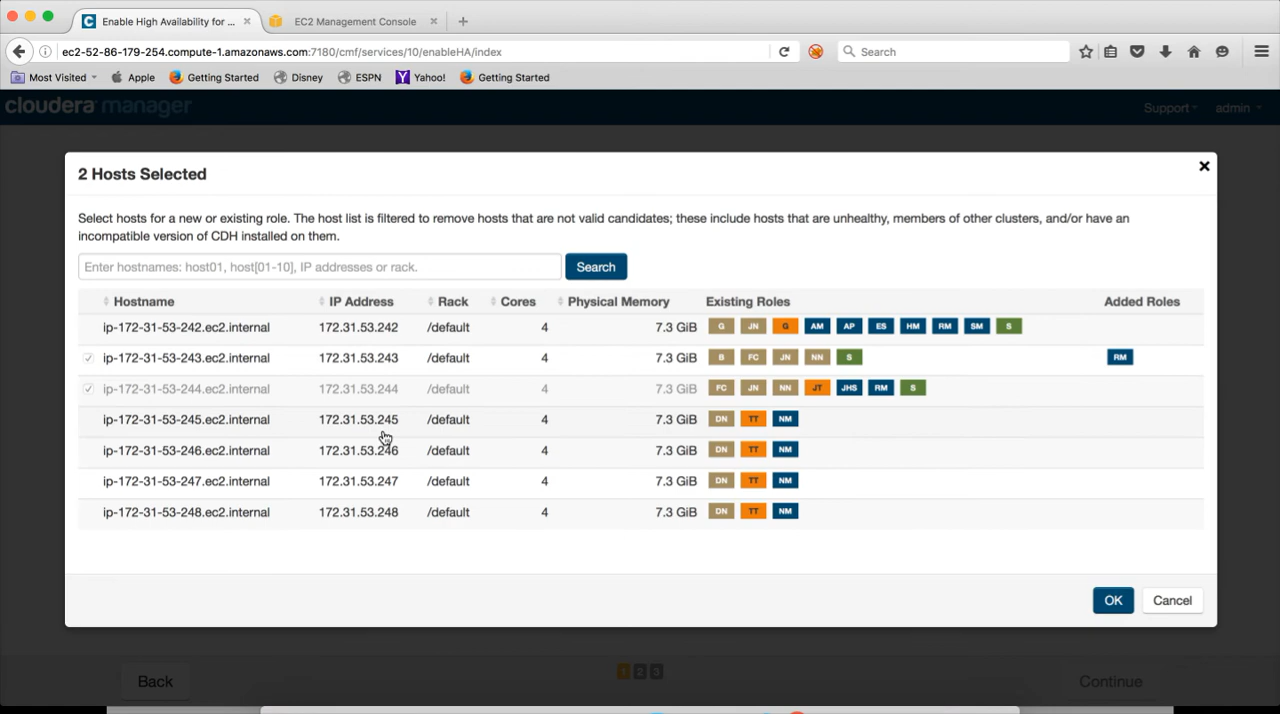 Enable High Availability for ... × EC2 Management Console × +
ec2-52-86-179-254.compute-1.amazonaws.com:7180/cmf/services/10/enableHA/index Search
Most Visited Apple Getting Started Disney ESPN Yahoo! Getting Started
cloudera manager Support admin
2 Hosts Selected ×
Select hosts for a new or existing role. The host list is filtered to remove hosts that are not valid candidates; these include hosts that are unhealthy, members of other clusters, and/or have an
incompatible version of CDH installed on them.
Enter hostnames: host01, host[01-10], IP addresses or rack. Search
Hostname IP Address Rack Cores Physical Memory Existing Roles Added Roles
ip-172-31-53-242.ec2.internal 172.31.53.242 /default 4 7.3 GiB G JN G AM AP ES HM RM SM S
ip-172-31-53-243.ec2.internal 172.31.53.243 /default 4 7.3 GiB B FC JN NN S RM
ip-172-31-53-244.ec2.internal 172.31.53.244 /default 4 7.3 GiB FC JN NN JT JHS RM S
ip-172-31-53-245.ec2.internal 172.31.53.245 /default 4 7.3 GiB DN TT NM
ip-172-31-53-246.ec2.internal 172.31.53.246 /default 4 7.3 GiB DN TT NM
ip-172-31-53-247.ec2.internal 172.31.53.247 /default 4 7.3 GiB DN TT NM
ip-172-31-53-248.ec2.internal 172.31.53.248 /default 4 7.3 GiB DN TT NM
OK Cancel
Back 1 2 3 Continue